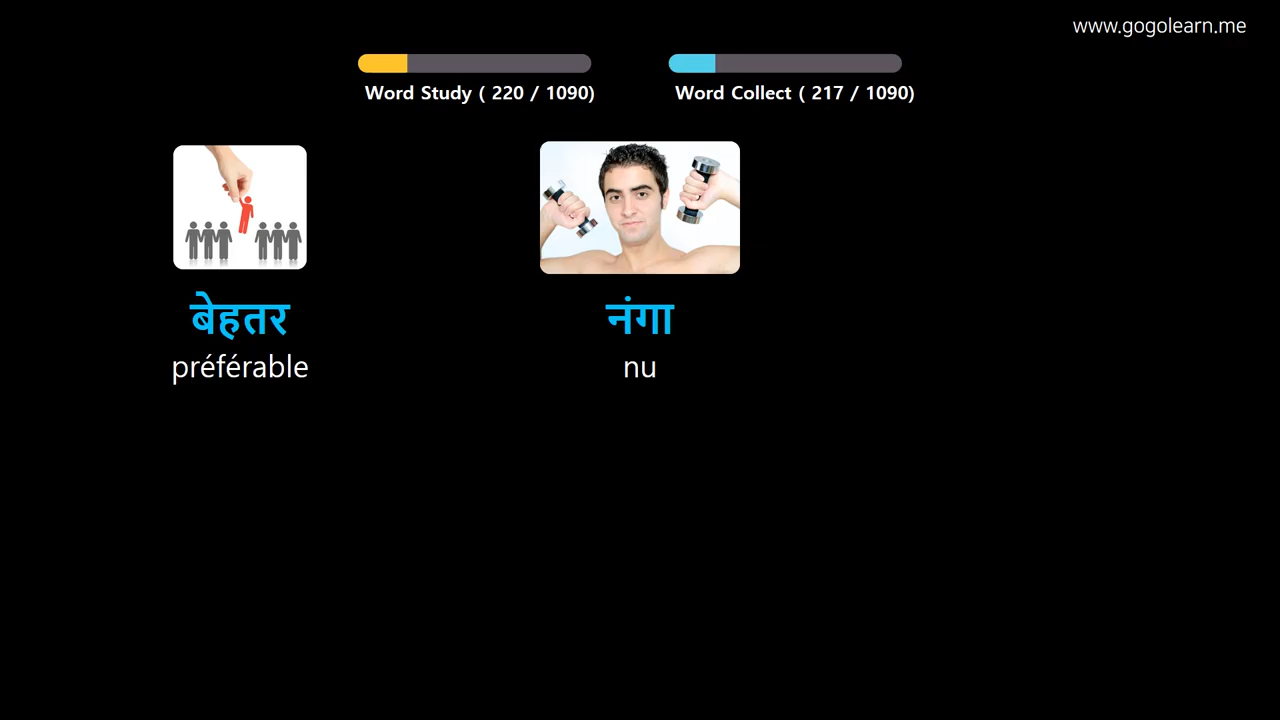 www.gogolearn.me
Word Study ( 220 / 1090)
Word Collect ( 217 / 1090)
बेहतर
préférable
नंगा
nu